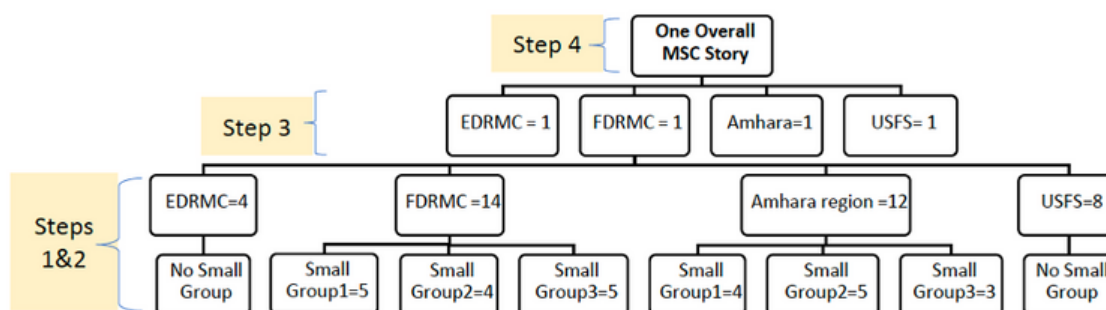 Step 4
One Overall
MSC Story
Step 3
EDRMC = 1
FDRMC = 1
Amhara=1
USFS= 1
Steps
1&2
EDRMC=4
FDRMC =14
Amhara region =12
USFS=8
No Small
Group
Small
Group1=5
Small
Group2=4
Small
Group3=5
Small
Group1=4
Small
Group2=5
Small
Group3=3
No Small
Group